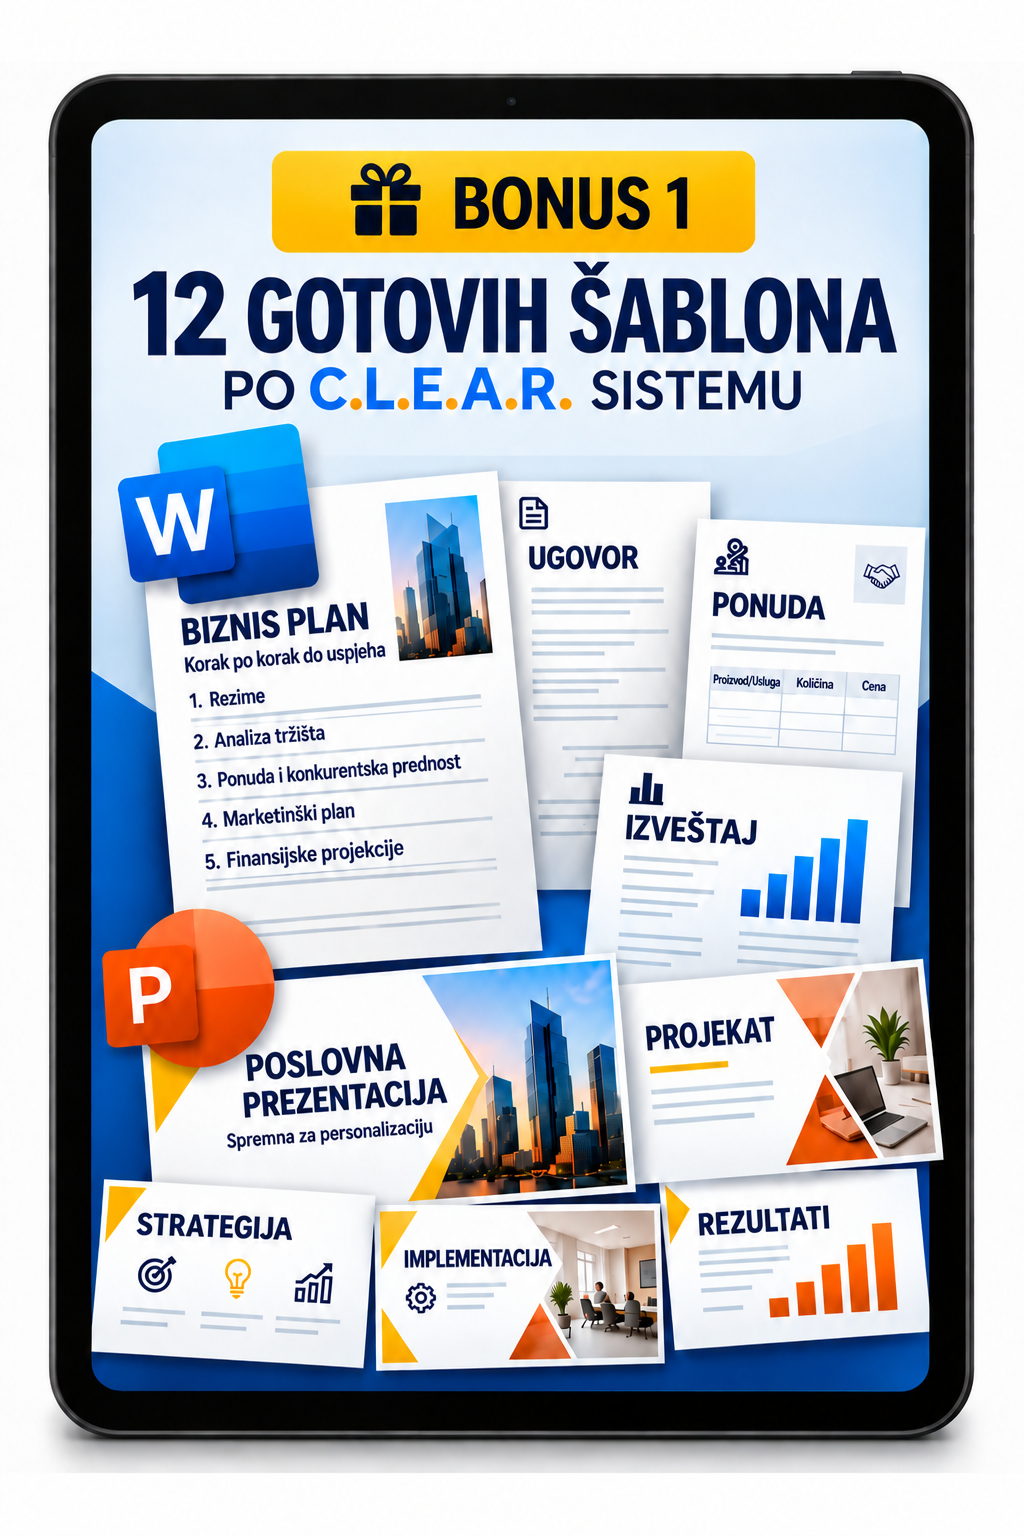 BONUS 1
12 GOTOVIH ŠABLONA
PO C.L.E.A.R. SISTEMU
W
BIZNIS PLAN
Korak po korak do uspjeha
1. Rezime
2. Analiza tržišta
3. Ponuda i konkurentska prednost
4. Marketinški plan
5. Finansijske projekcije
UGOVOR
PONUDA
Proizvod/Usluga Količina Cena
IZVEŠTAJ
P
POSLOVNA
PREZENTACIJA
Spremna za personalizaciju
PROJEKAT
STRATEGIJA
IMPLEMENTACIJA
REZULTATI